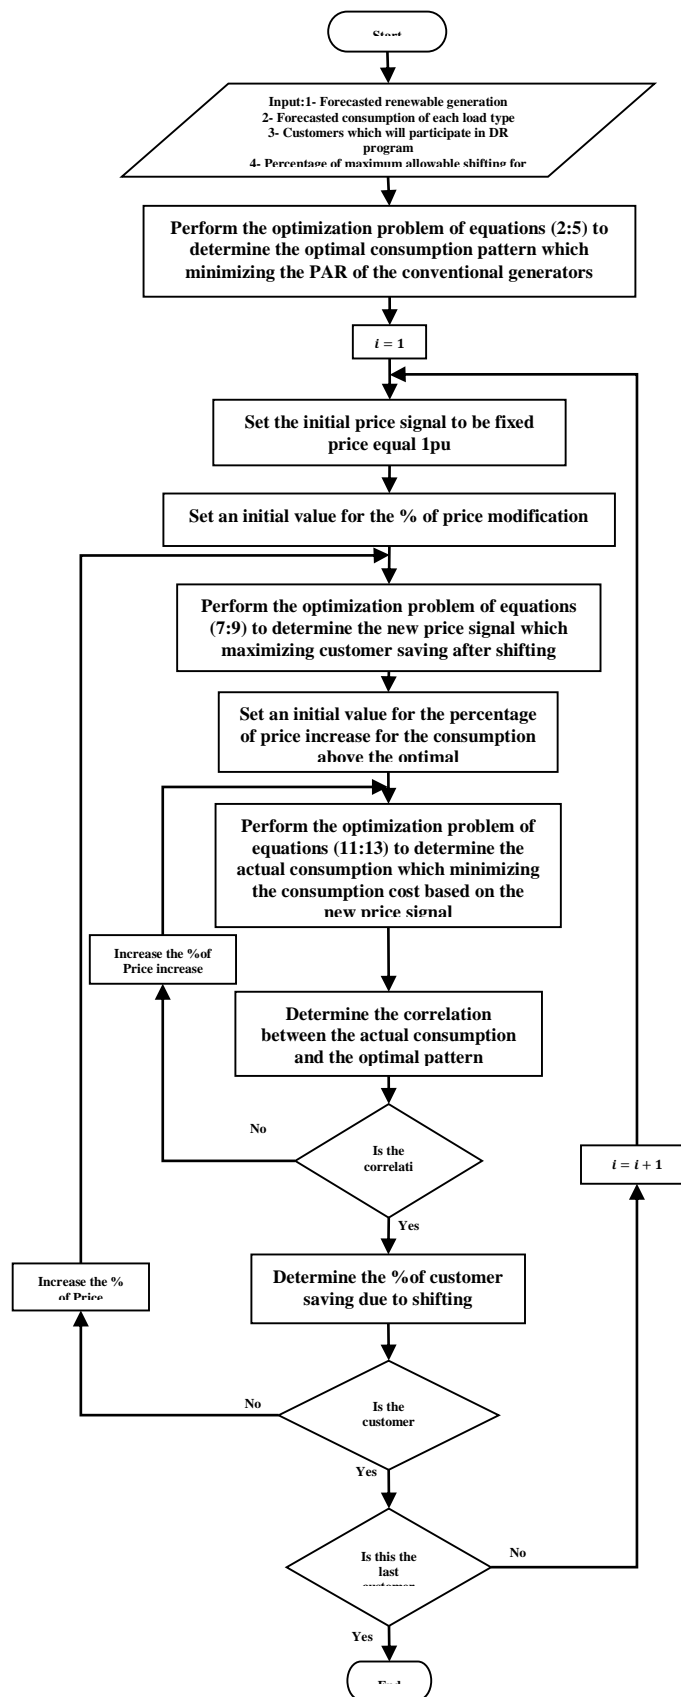 Start
Input:1- Forecasted renewable generation
2- Forecasted consumption of each load type
3- Customers which will participate in DR
program
4- Percentage of maximum allowable shifting for
Perform the optimization problem of equations (2:5) to
determine the optimal consumption pattern which
minimizing the PAR of the conventional generators
i = 1
Set the initial price signal to be fixed
price equal 1pu
Set an initial value for the % of price modification
Perform the optimization problem of equations
(7:9) to determine the new price signal which
maximizing customer saving after shifting
Set an initial value for the percentage
of price increase for the consumption
above the optimal
Perform the optimization problem of
equations (11:13) to determine the
actual consumption which minimizing
the consumption cost based on the
new price signal
Increase the %of
Price increase
Determine the correlation
between the actual consumption
and the optimal pattern
No
Is the
correlati
i = i + 1
Yes
Determine the %of customer
saving due to shifting
Increase the %
of Price
No
Is the
customer
Yes
Is this the
last
customer
No
Yes
End